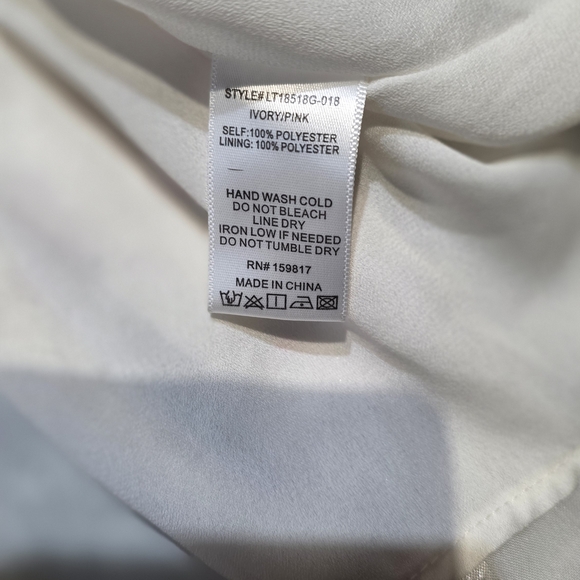 STYLE# LT18518G-018
IVORY/PINK
SELF:100% POLYESTER
LINING: 100% POLYESTER
HAND WASH COLD
DO NOT BLEACH
LINE DRY
IRON LOW IF NEEDED
DO NOT TUMBLE DRY
RN# 159817
MADE IN CHINA